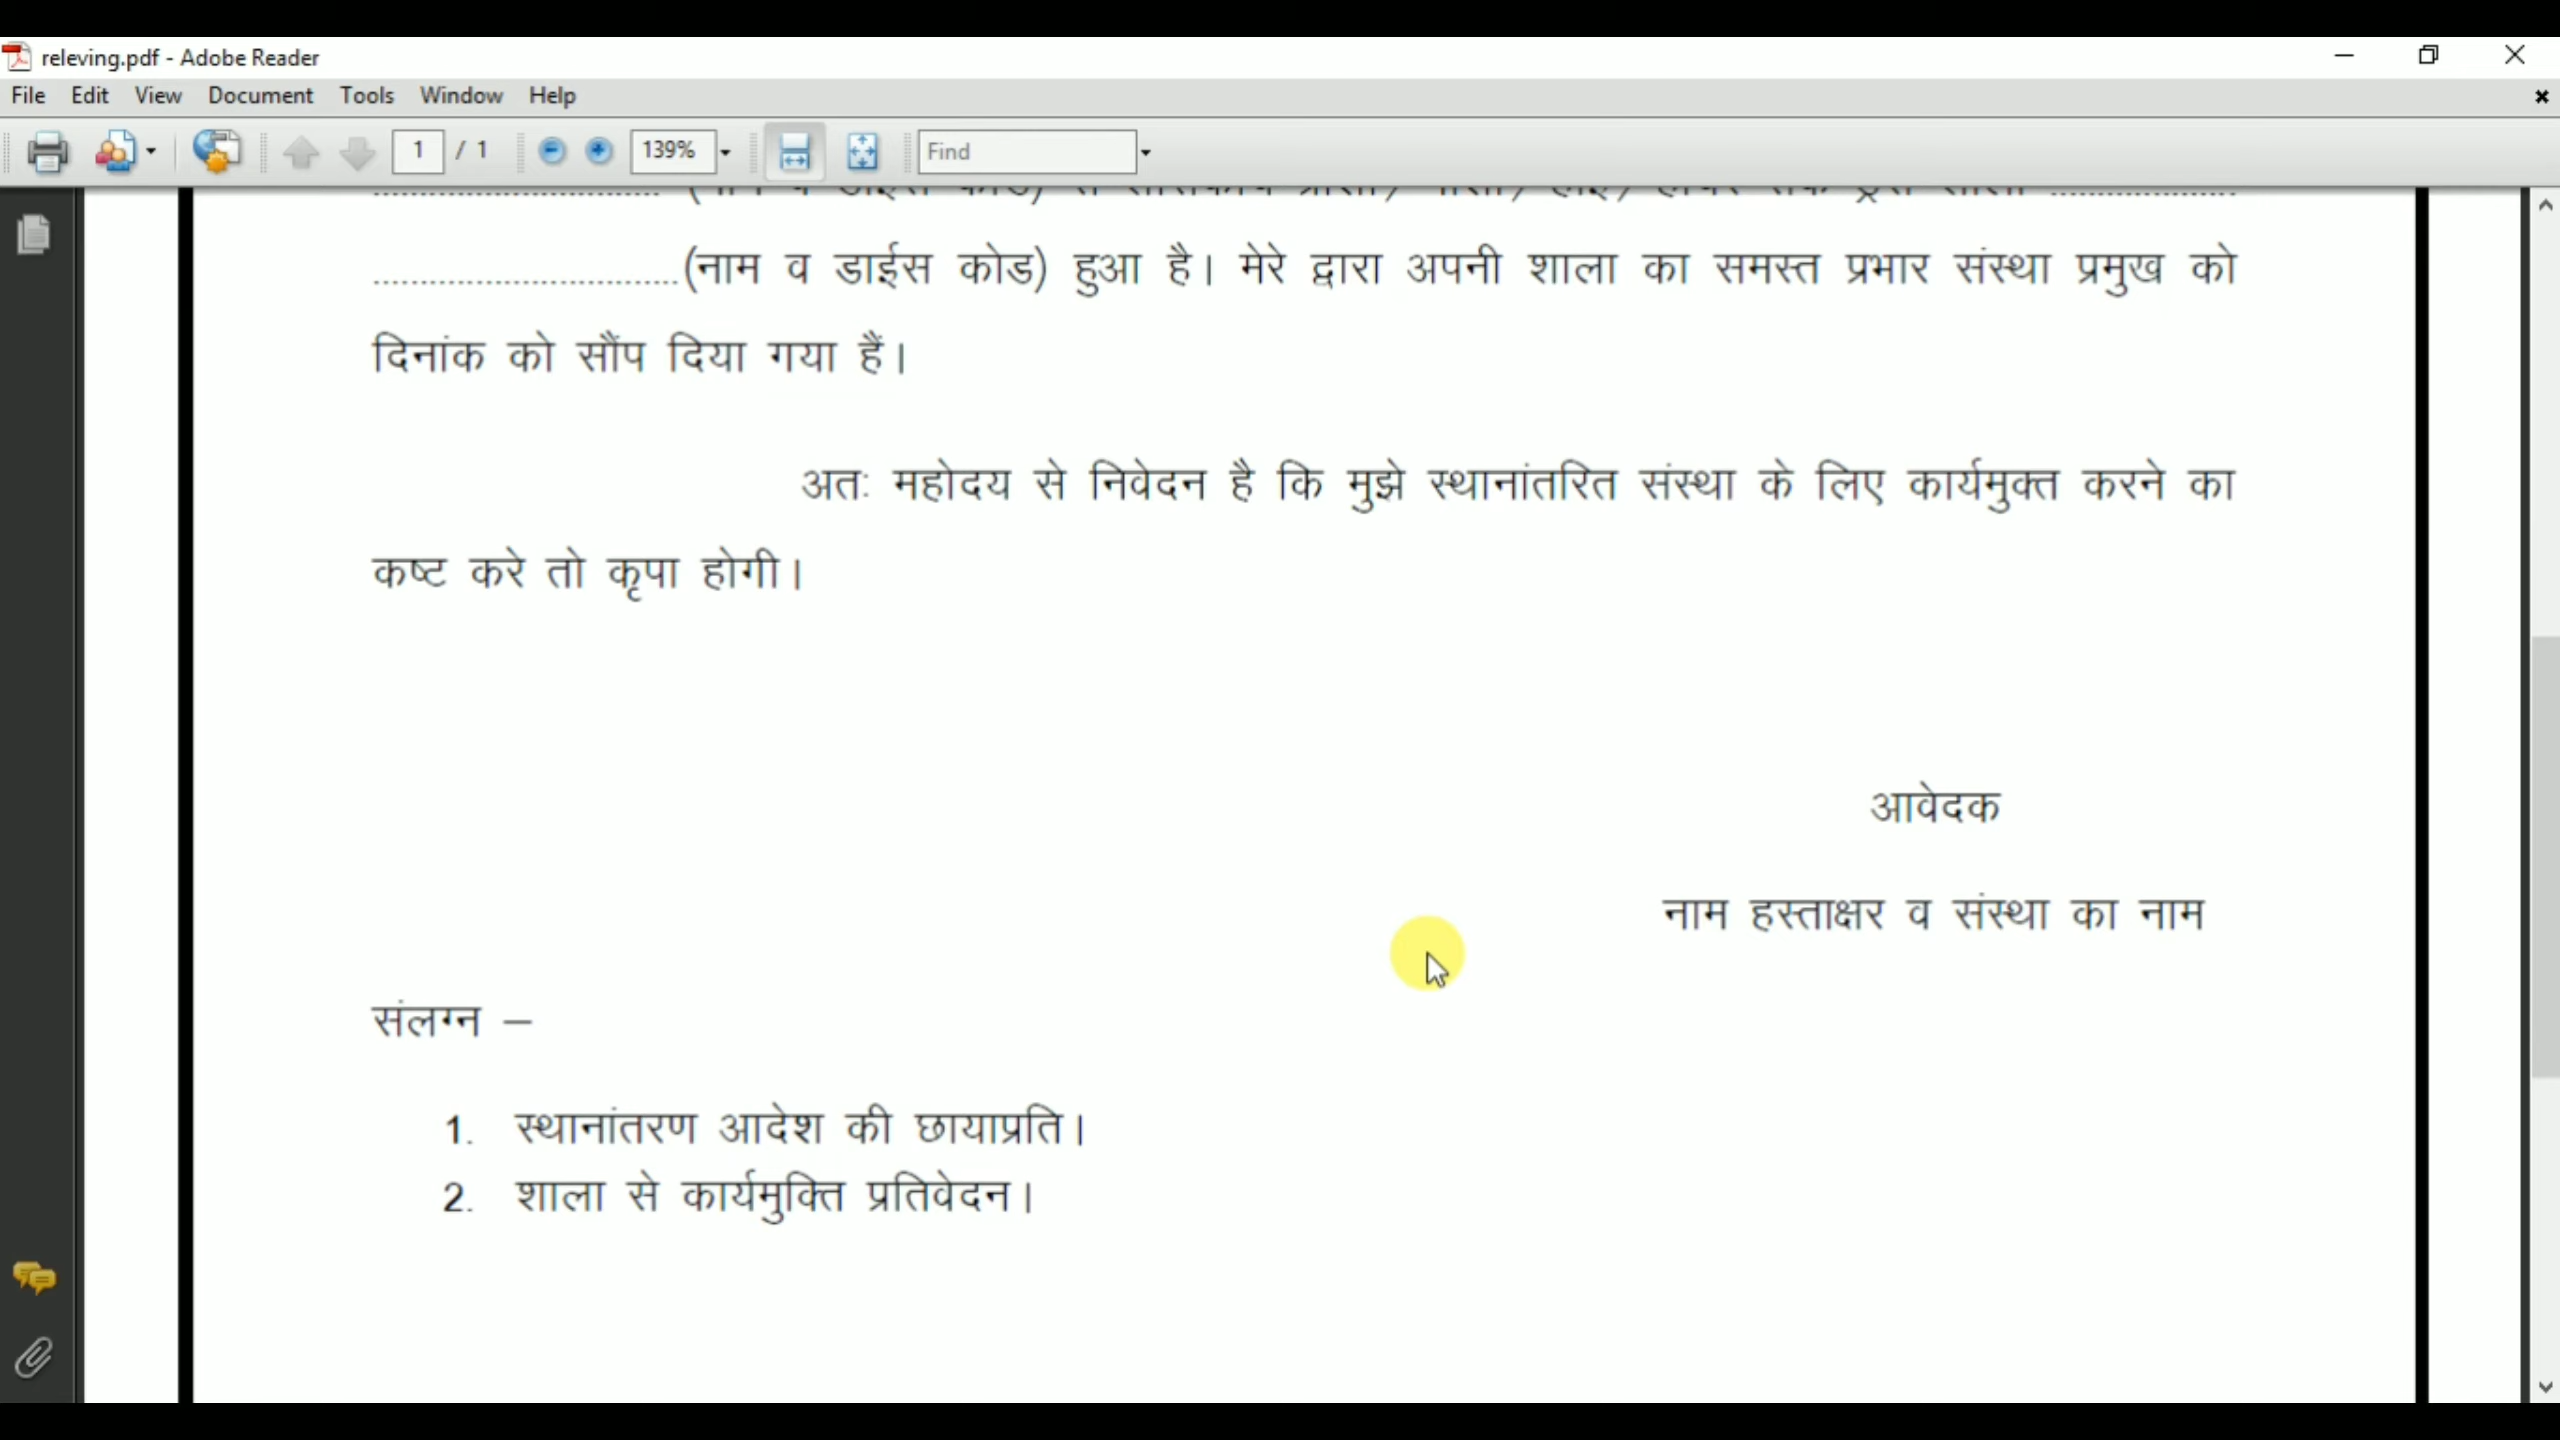 releving.pdf - Adobe Reader
File Edit View Document Tools Window Help
1 / 1 139% Find
(नाम व डाईस कोड) हुआ है। मेरे द्वारा अपनी शाला का समस्त प्रभार संस्था प्रमुख को
दिनांक को सौंप दिया गया हैं।
अतः महोदय से निवेदन है कि मुझे स्थानांतरित संस्था के लिए कार्यमुक्त करने का
कष्ट करे तो कृपा होगी।
आवेदक
नाम हस्ताक्षर व संस्था का नाम
संलग्न –
1. स्थानांतरण आदेश की छायाप्रति।
2. शाला से कार्यमुक्ति प्रतिवेदन।